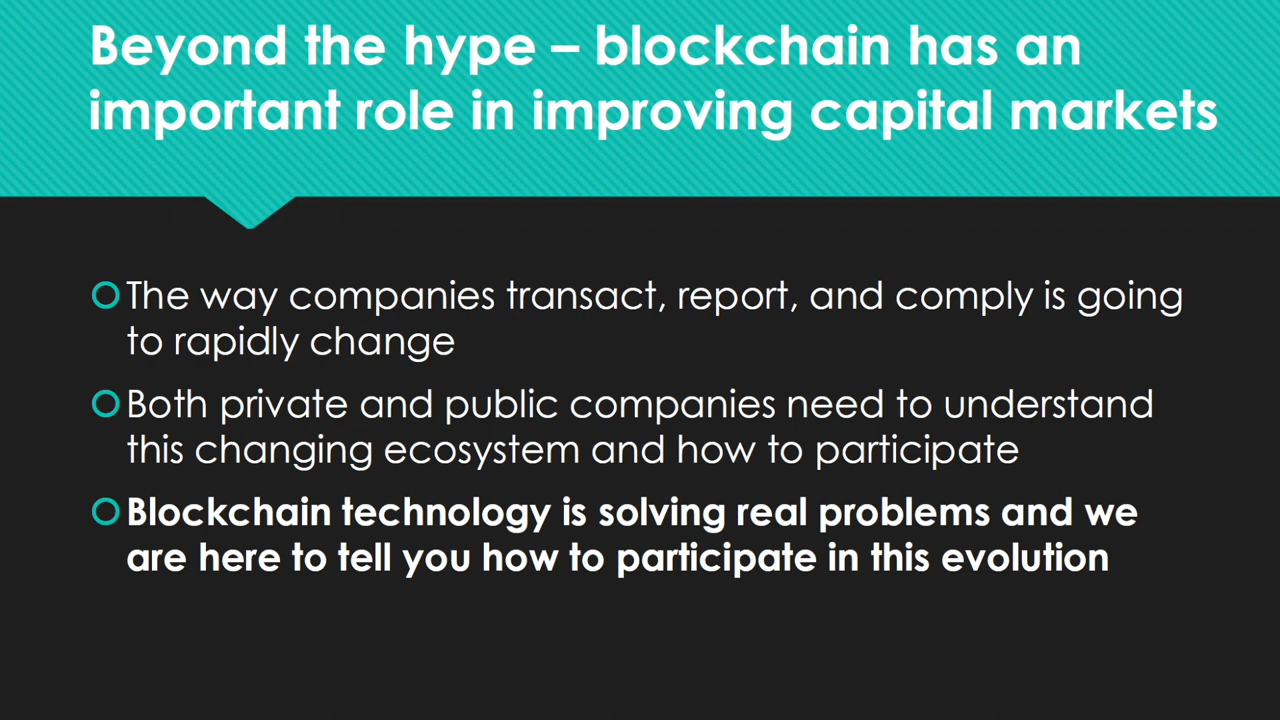 Beyond the hype – blockchain has an
important role in improving capital markets
The way companies transact, report, and comply is going
to rapidly change
Both private and public companies need to understand
this changing ecosystem and how to participate
Blockchain technology is solving real problems and we
are here to tell you how to participate in this evolution